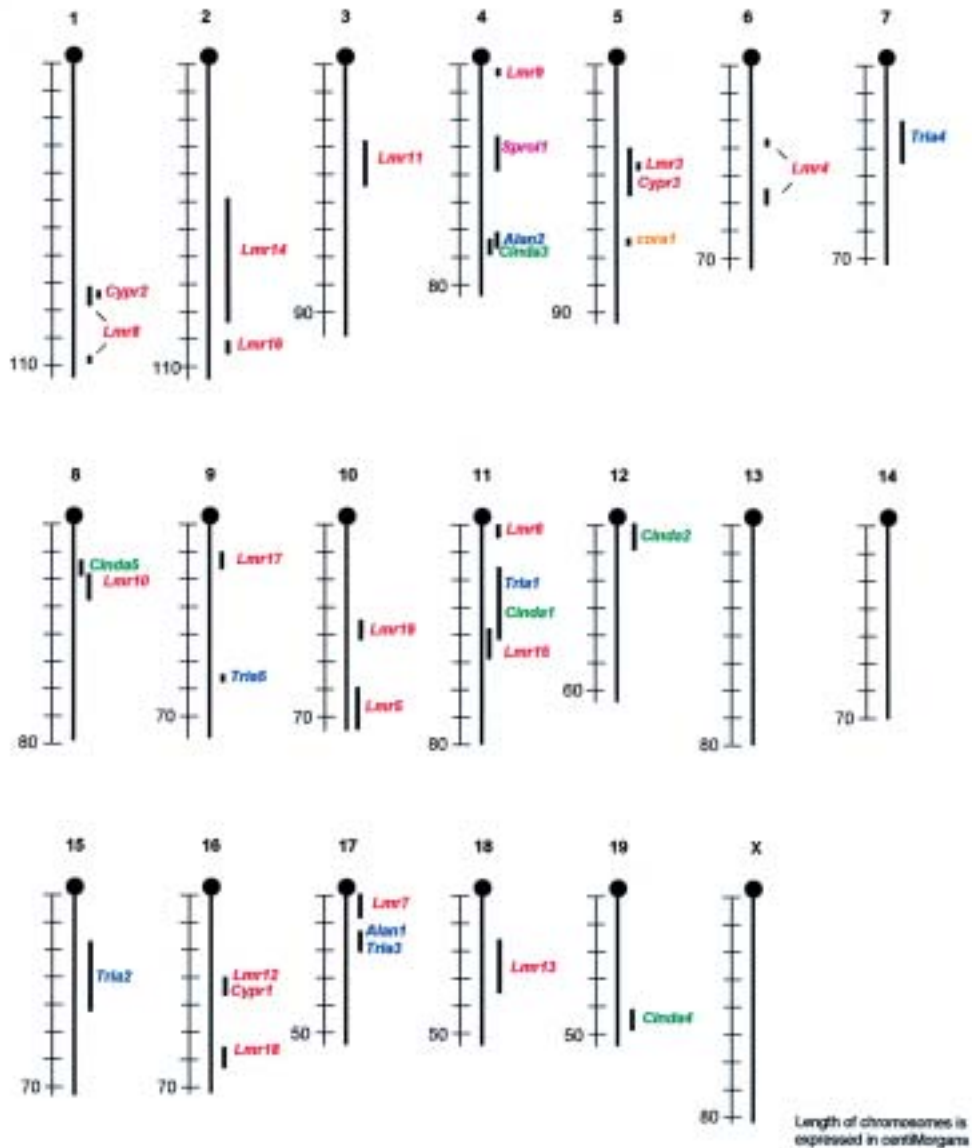 1 2 3 4 5 6 7
Lmr9
Tria4
Sprol1
Lmr11
Lmr3
Lmr4
Cypr3
Lmr14
Alan2
cora1
Cinda3
70
70
80
Cypr2
90
90
Lmr8
Lmr16
110
110
8 9 10 11 12 13 14
Lmr6
Cinda2
Lmr17
Cinda5
Lmr10
Tria1
Cinda1
Lmr19
Lmr15
Tria5
60
Lmr5
70
70
70
80
80
80
15 16 17 18 19 X
Lmr7
Alan1
Tria3
Lmr13
Tria2
Lmr12
Cypr1
Cinda4
50
50
50
Lmr18
70
70
80
Length of chromosomes is
expressed in centiMorgans